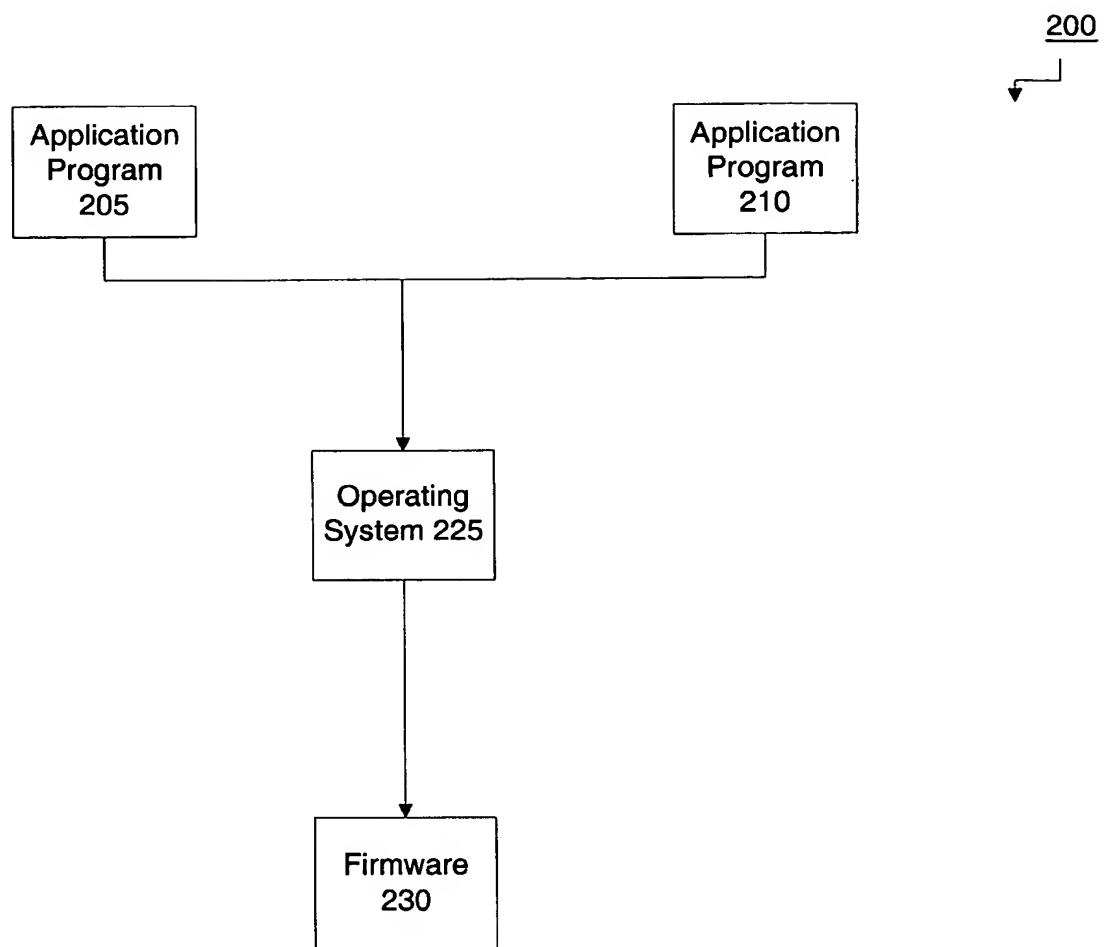 200
Application
Program
205
Application
Program
210
Operating
System 225
Firmware
230